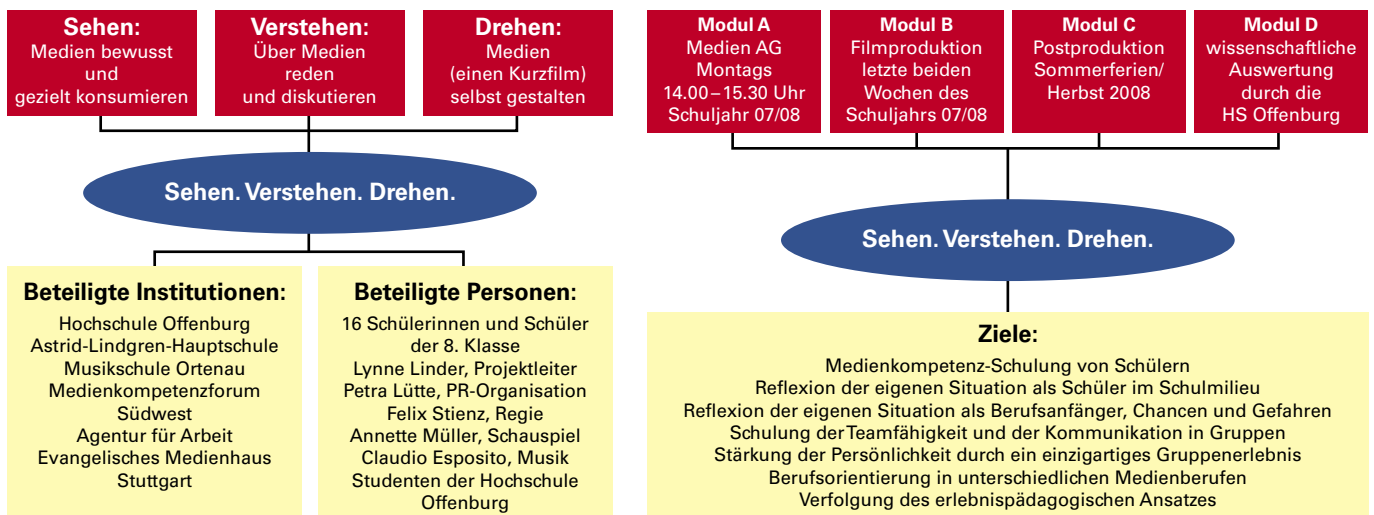 Sehen:
Medien bewusst
und
gezielt konsumieren
Verstehen:
Über Medien
reden
und diskutieren
Drehen:
Medien
(einen Kurzfilm)
selbst gestalten
Sehen. Verstehen. Drehen.
Beteiligte Institutionen:
Hochschule Offenburg
Astrid-Lindgren-Hauptschule
Musikschule Ortenau
Medienkompetenzforum
Südwest
Agentur für Arbeit
Evangelisches Medienhaus
Stuttgart
Beteiligte Personen:
16 Schülerinnen und Schüler
der 8. Klasse
Lynne Linder, Projektleiter
Petra Lütte, PR-Organisation
Felix Stienz, Regie
Annette Müller, Schauspiel
Claudio Esposito, Musik
Studenten der Hochschule
Offenburg
Modul A
Medien AG
Montags
14.00–15.30 Uhr
Schuljahr 07/08
Modul B
Filmproduktion
letzte beiden
Wochen des
Schuljahrs 07/08
Modul C
Postproduktion
Sommerferien/
Herbst 2008
Modul D
wissenschaftliche
Auswertung
durch die
HS Offenburg
Sehen. Verstehen. Drehen.
Ziele:
Medienkompetenz-Schulung von Schülern
Reflexion der eigenen Situation als Schüler im Schulmilieu
Reflexion der eigenen Situation als Berufsanfänger, Chancen und Gefahren
Schulung der Teamfähigkeit und der Kommunikation in Gruppen
Stärkung der Persönlichkeit durch ein einzigartiges Gruppenerlebnis
Berufsorientierung in unterschiedlichen Medienberufen
Verfolgung des erlebnispädagogischen Ansatzes